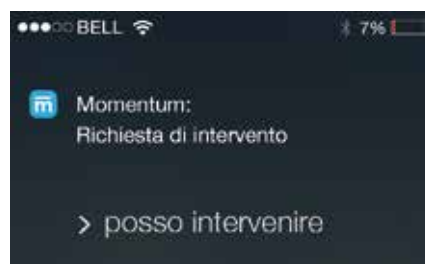 BELL 7%
Momentum:
Richiesta di intervento
> posso intervenire